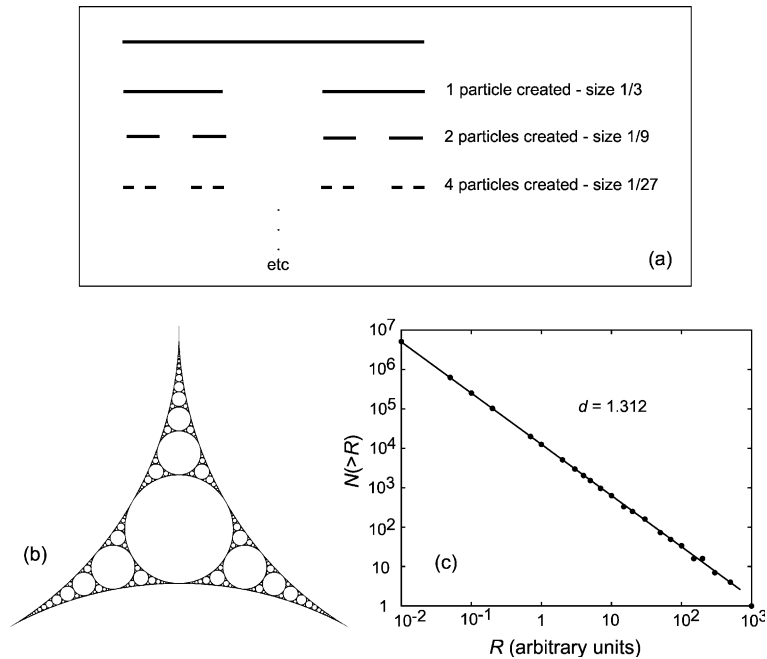 1 particle created - size 1/3
2 particles created - size 1/9
4 particles created - size 1/27
etc
(a)
(b)
10^7
10^6
10^5
10^4
10^3
10^2
10
1
N(>R)
d = 1.312
(c)
10^-2
10^-1
1
10
10^2
10^3
R (arbitrary units)